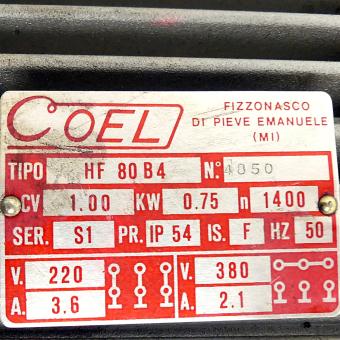 COEL
FIZZONASCO
DI PIEVE EMANUELE
(MI)
TIPO HF 80 B4 N° 4850
CV 1.00 KW 0.75 n 1400
SER. S1 PR. IP 54 IS. F HZ 50
V. 220 V. 380
A. 3.6 A. 2.1